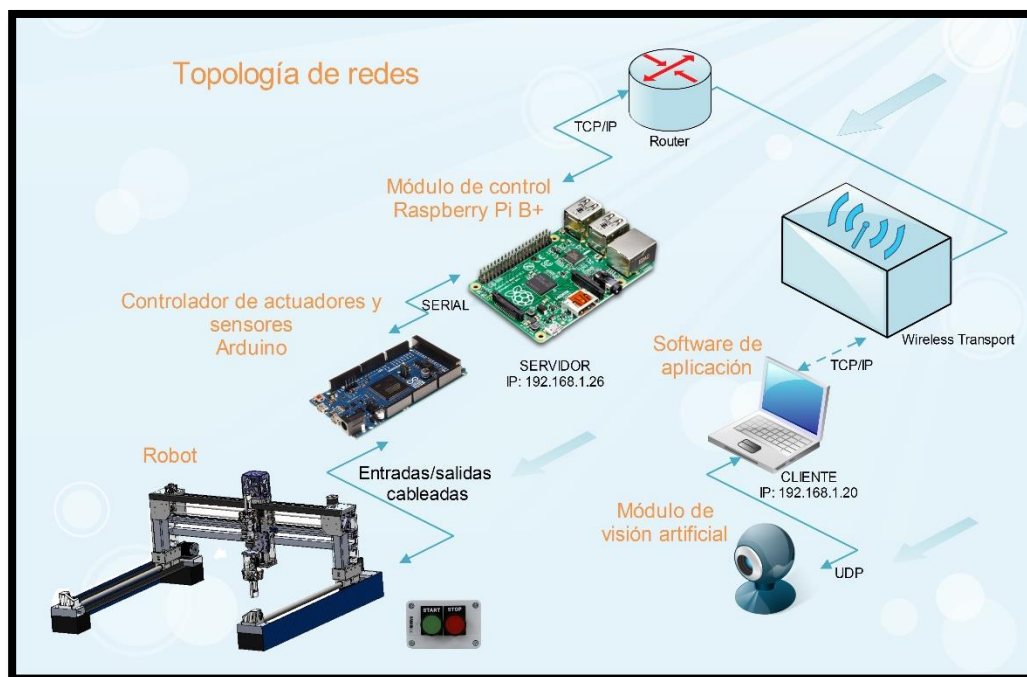 Topología de redes
TCP/IP
Router
Módulo de control
Raspberry Pi B+
Controlador de actuadores y
sensores
Arduino
SERIAL
SERVIDOR
IP: 192.168.1.26
Software de
aplicación
Wireless Transport
TCP/IP
Robot
Entradas/salidas
cableadas
CLIENTE
IP: 192.168.1.20
Módulo de
visión artificial
UDP
START STOP